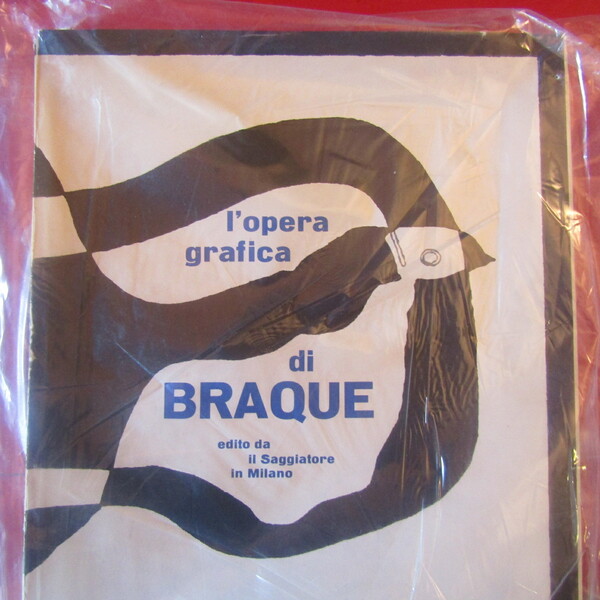 l'opera
grafica
di
BRAQUE
edito da
il Saggiatore
in Milano